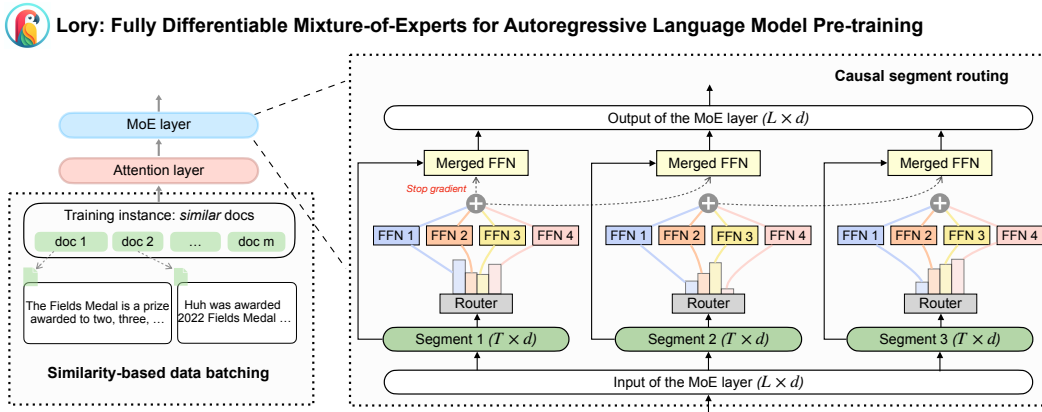 Lory: Fully Differentiable Mixture-of-Experts for Autoregressive Language Model Pre-training
MoE layer
Attention layer
Training instance: similar docs
doc 1 doc 2 … doc m
The Fields Medal is a prize
awarded to two, three, …
Huh was awarded
2022 Fields Medal …
Similarity-based data batching
Causal segment routing
Output of the MoE layer (L × d)
Merged FFN Merged FFN Merged FFN
Stop gradient
FFN 1 FFN 2 FFN 3 FFN 4 FFN 1 FFN 2 FFN 3 FFN 4 FFN 1 FFN 2 FFN 3 FFN 4
Router Router Router
Segment 1 (T × d) Segment 2 (T × d) Segment 3 (T × d)
Input of the MoE layer (L × d)